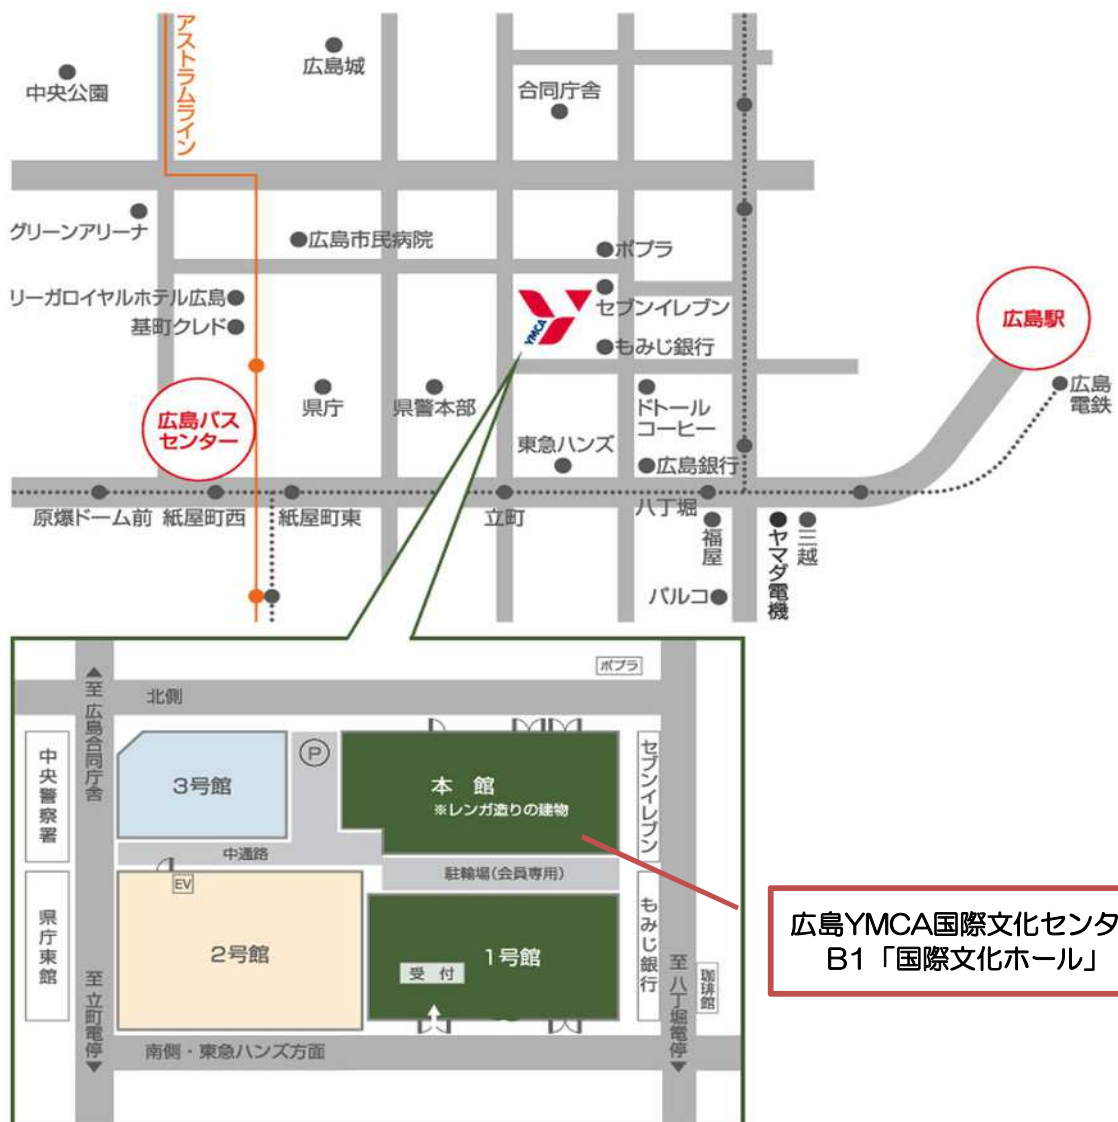 アストラムライン
中央公園
広島城
合同庁舎
グリーンアリーナ
広島市民病院
ポプラ
リーガロイヤルホテル広島
セブンイレブン
基町クレド
YMCA
もみじ銀行
広島駅
広島バス
センター
県庁
県警本部
ドトール
コーヒー
広島
電鉄
東急ハンズ
広島銀行
原爆ドーム前
紙屋町西
紙屋町東
立町
八丁堀
福屋
ヤマダ電機
三越
パルコ
ポプラ
至 広島合同庁舎
北側
中央警察署
3号館
P
本 館
※レンガ造りの建物
セブンイレブン
中通路
駐輪場(会員専用)
EV
県庁東館
2号館
1号館
受 付
もみじ銀行
珈琲館
至 立町電停
至 八丁堀電停
南側・東急ハンズ方面
広島YMCA国際文化センタ
B1「国際文化ホール」